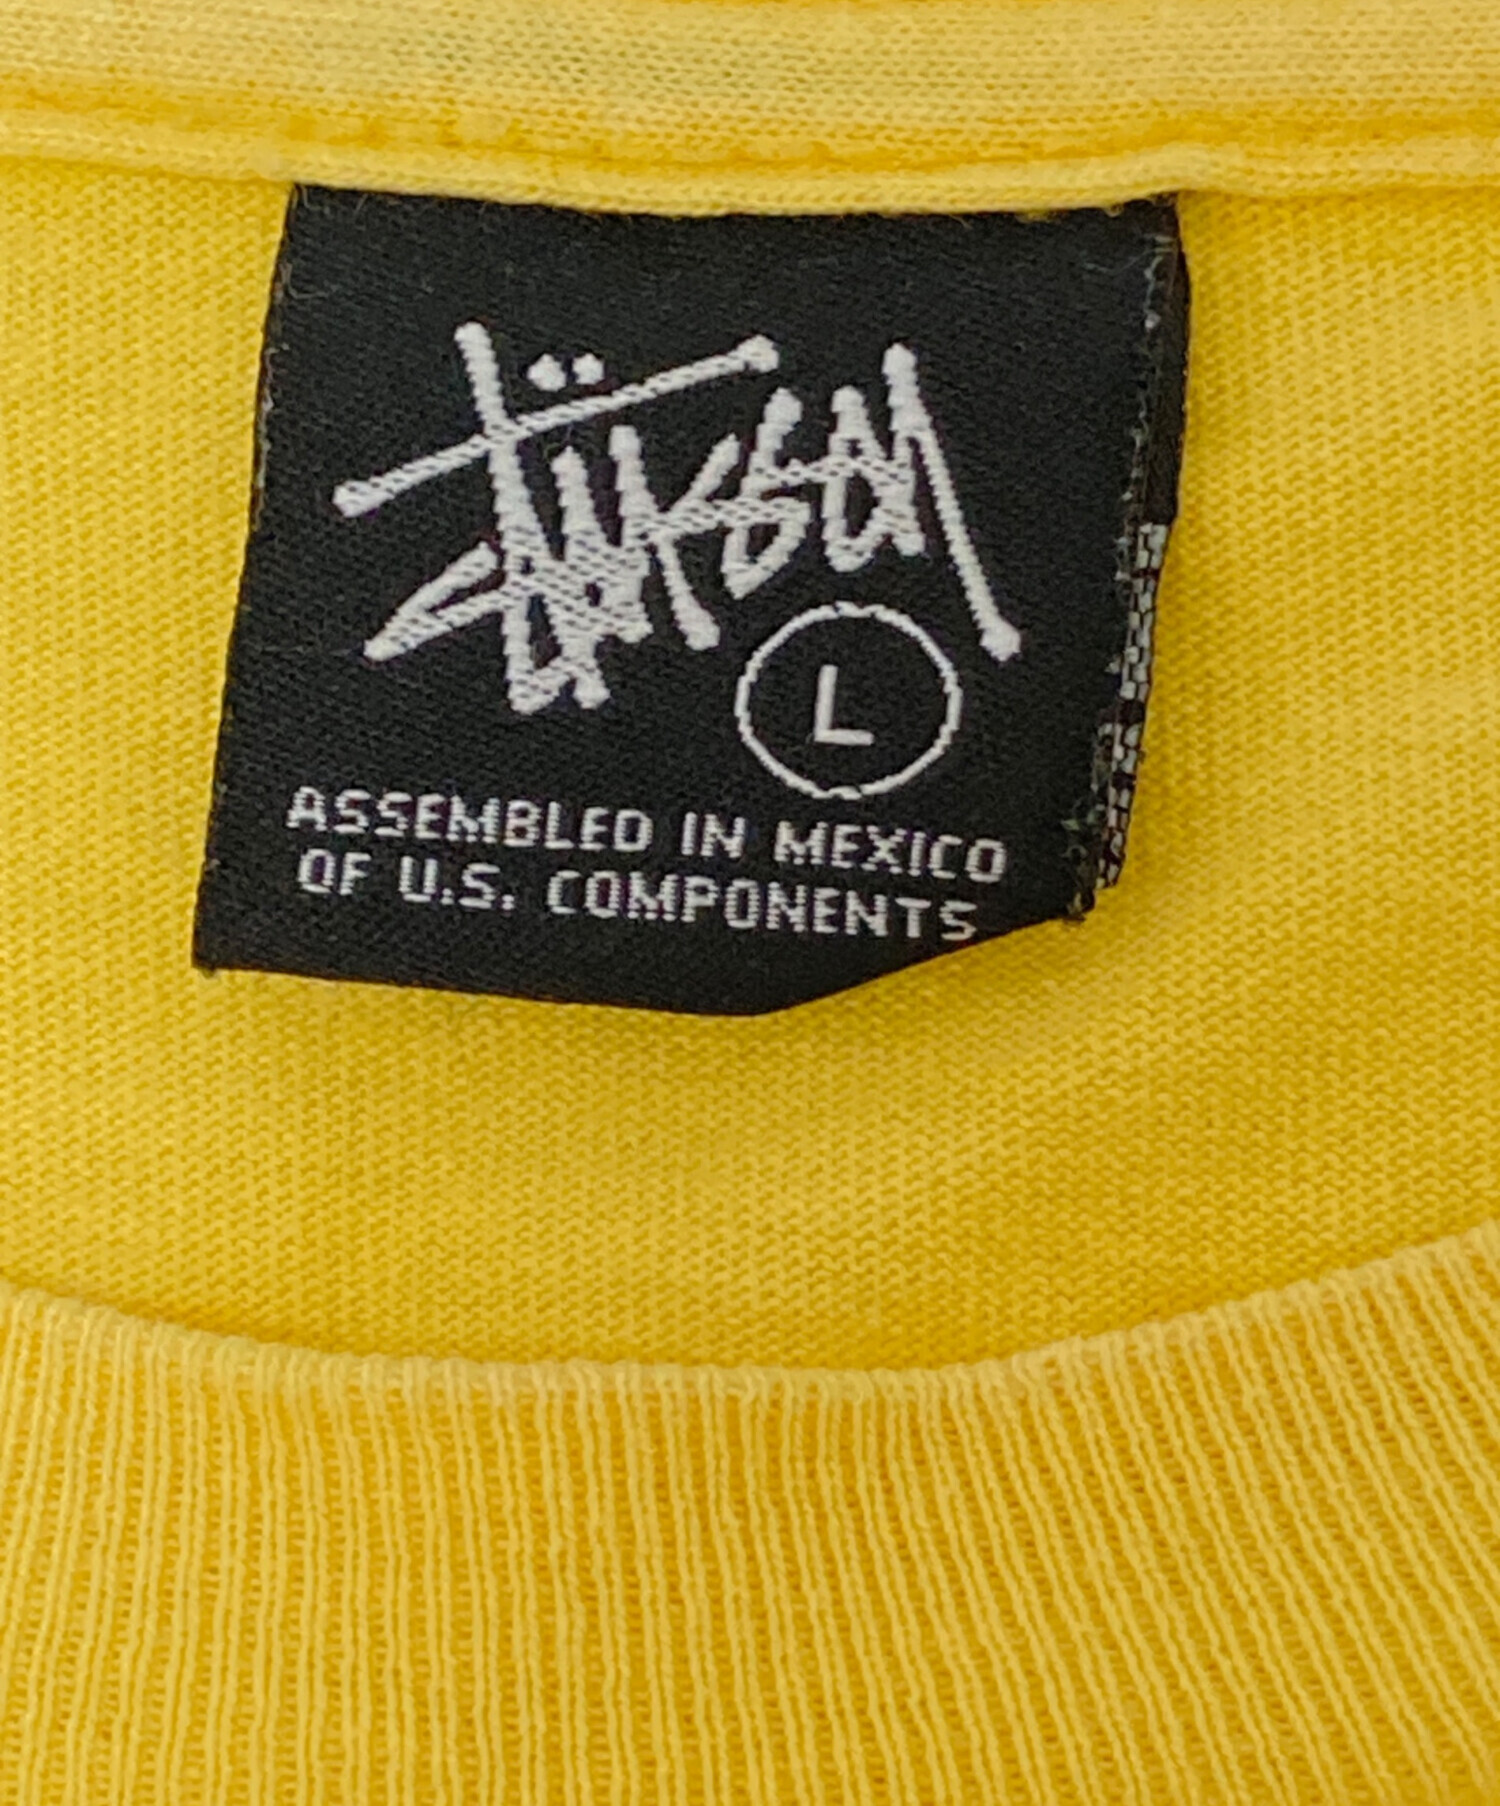 Stüssy
L
ASSEMBLED IN MEXICO
OF U.S. COMPONENTS